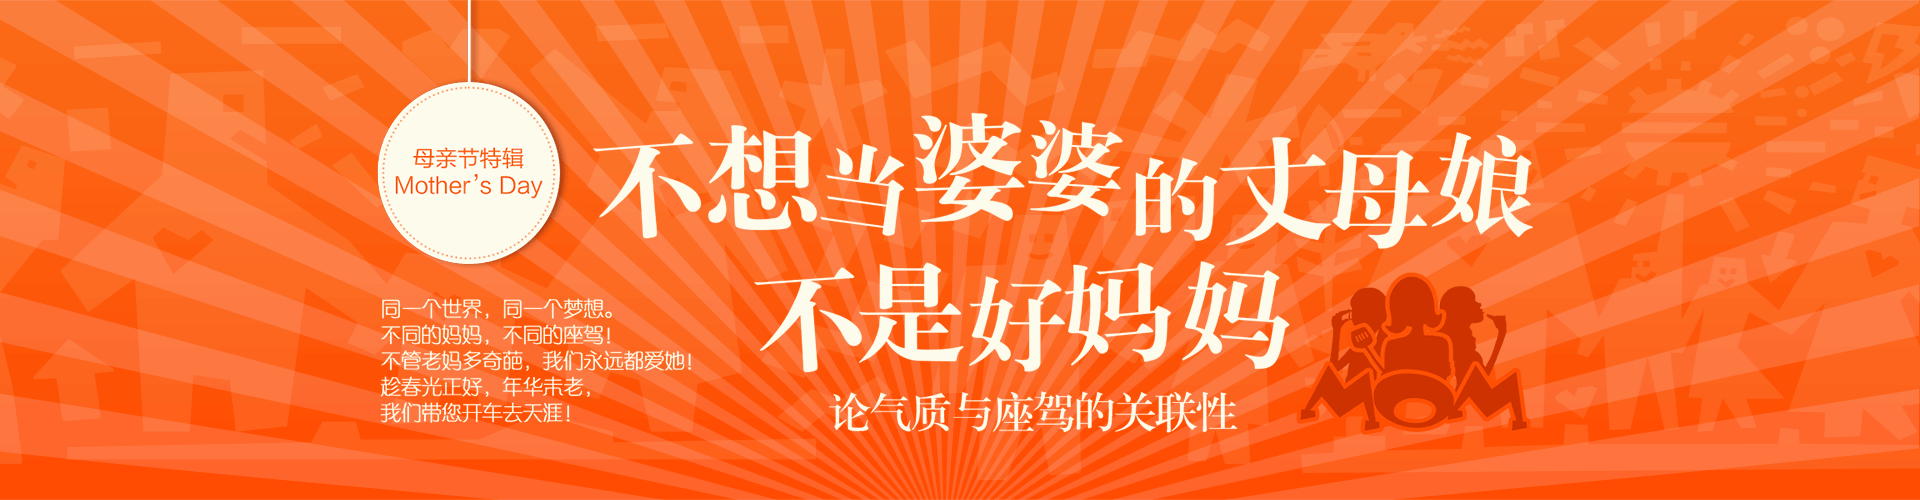 母亲节特辑
Mother's Day
不想当婆婆的丈母娘
不是好妈妈
论气质与座驾的关联性
同一个世界，同一个梦想。
不同的妈妈，不同的座驾！
不管老妈多奇葩，我们永远都爱她！
趁春光正好，年华未老，
我们带您开车去天涯！
MOM